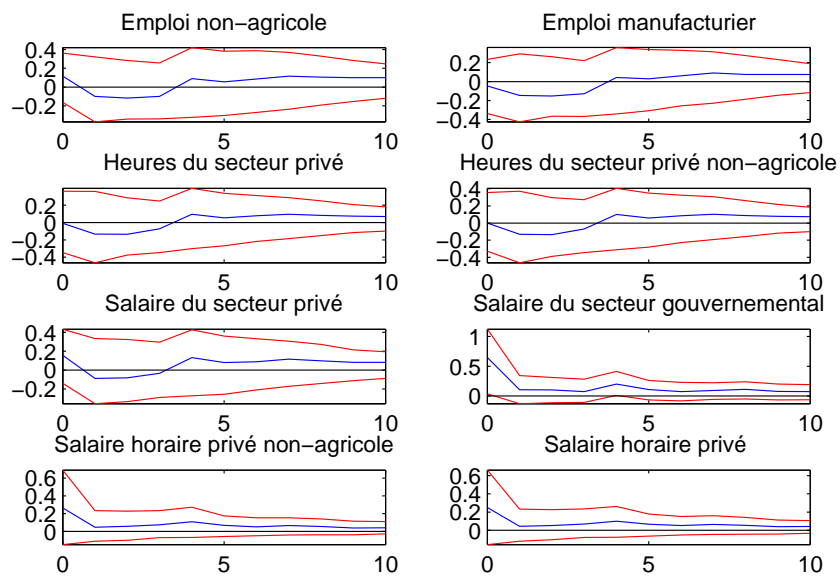 Emploi non−agricole
0.4
0.2
0
−0.2
0 5 10
Emploi manufacturier
0.2
0
−0.2
−0.4
0 5 10
Heures du secteur privé
0.2
0
−0.2
−0.4
0 5 10
Heures du secteur privé non−agricole
0.4
0.2
0
−0.2
−0.4
0 5 10
Salaire du secteur privé
0.4
0.2
0
−0.2
0 5 10
Salaire du secteur gouvernemental
1
0.5
0
0 5 10
Salaire horaire privé non−agricole
0.6
0.4
0.2
0
0 5 10
Salaire horaire privé
0.6
0.4
0.2
0
0 5 10